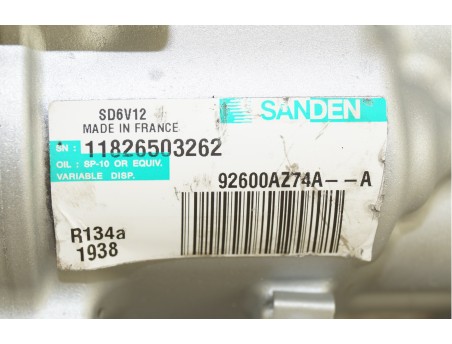 SD6V12
MADE IN FRANCE
SANDEN
SN: 11826503262
OIL : SP-10 OR EQUIV.
VARIABLE DISP.
92600AZ74A--A
R134a
1938